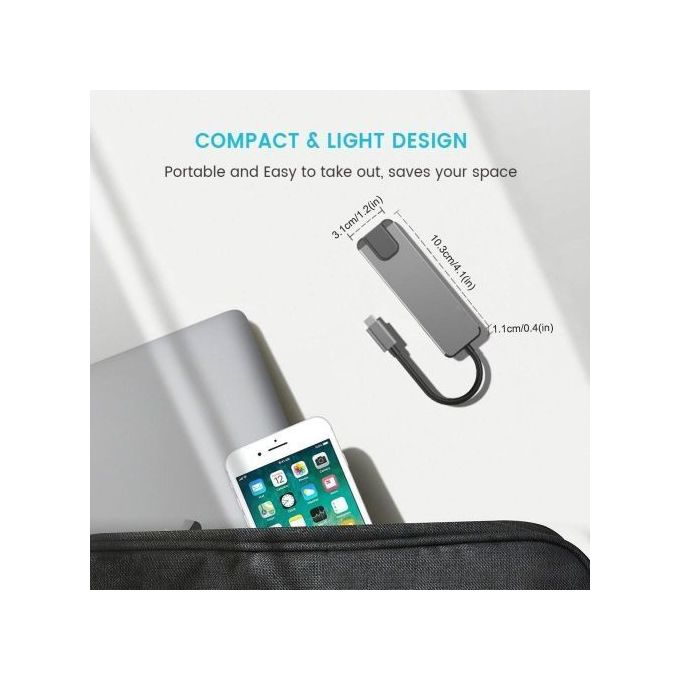 COMPACT & LIGHT DESIGN
Portable and Easy to take out, saves your space
3.1cm/1.2(in)
10.3cm/4.1(in)
1.1cm/0.4(in)
12